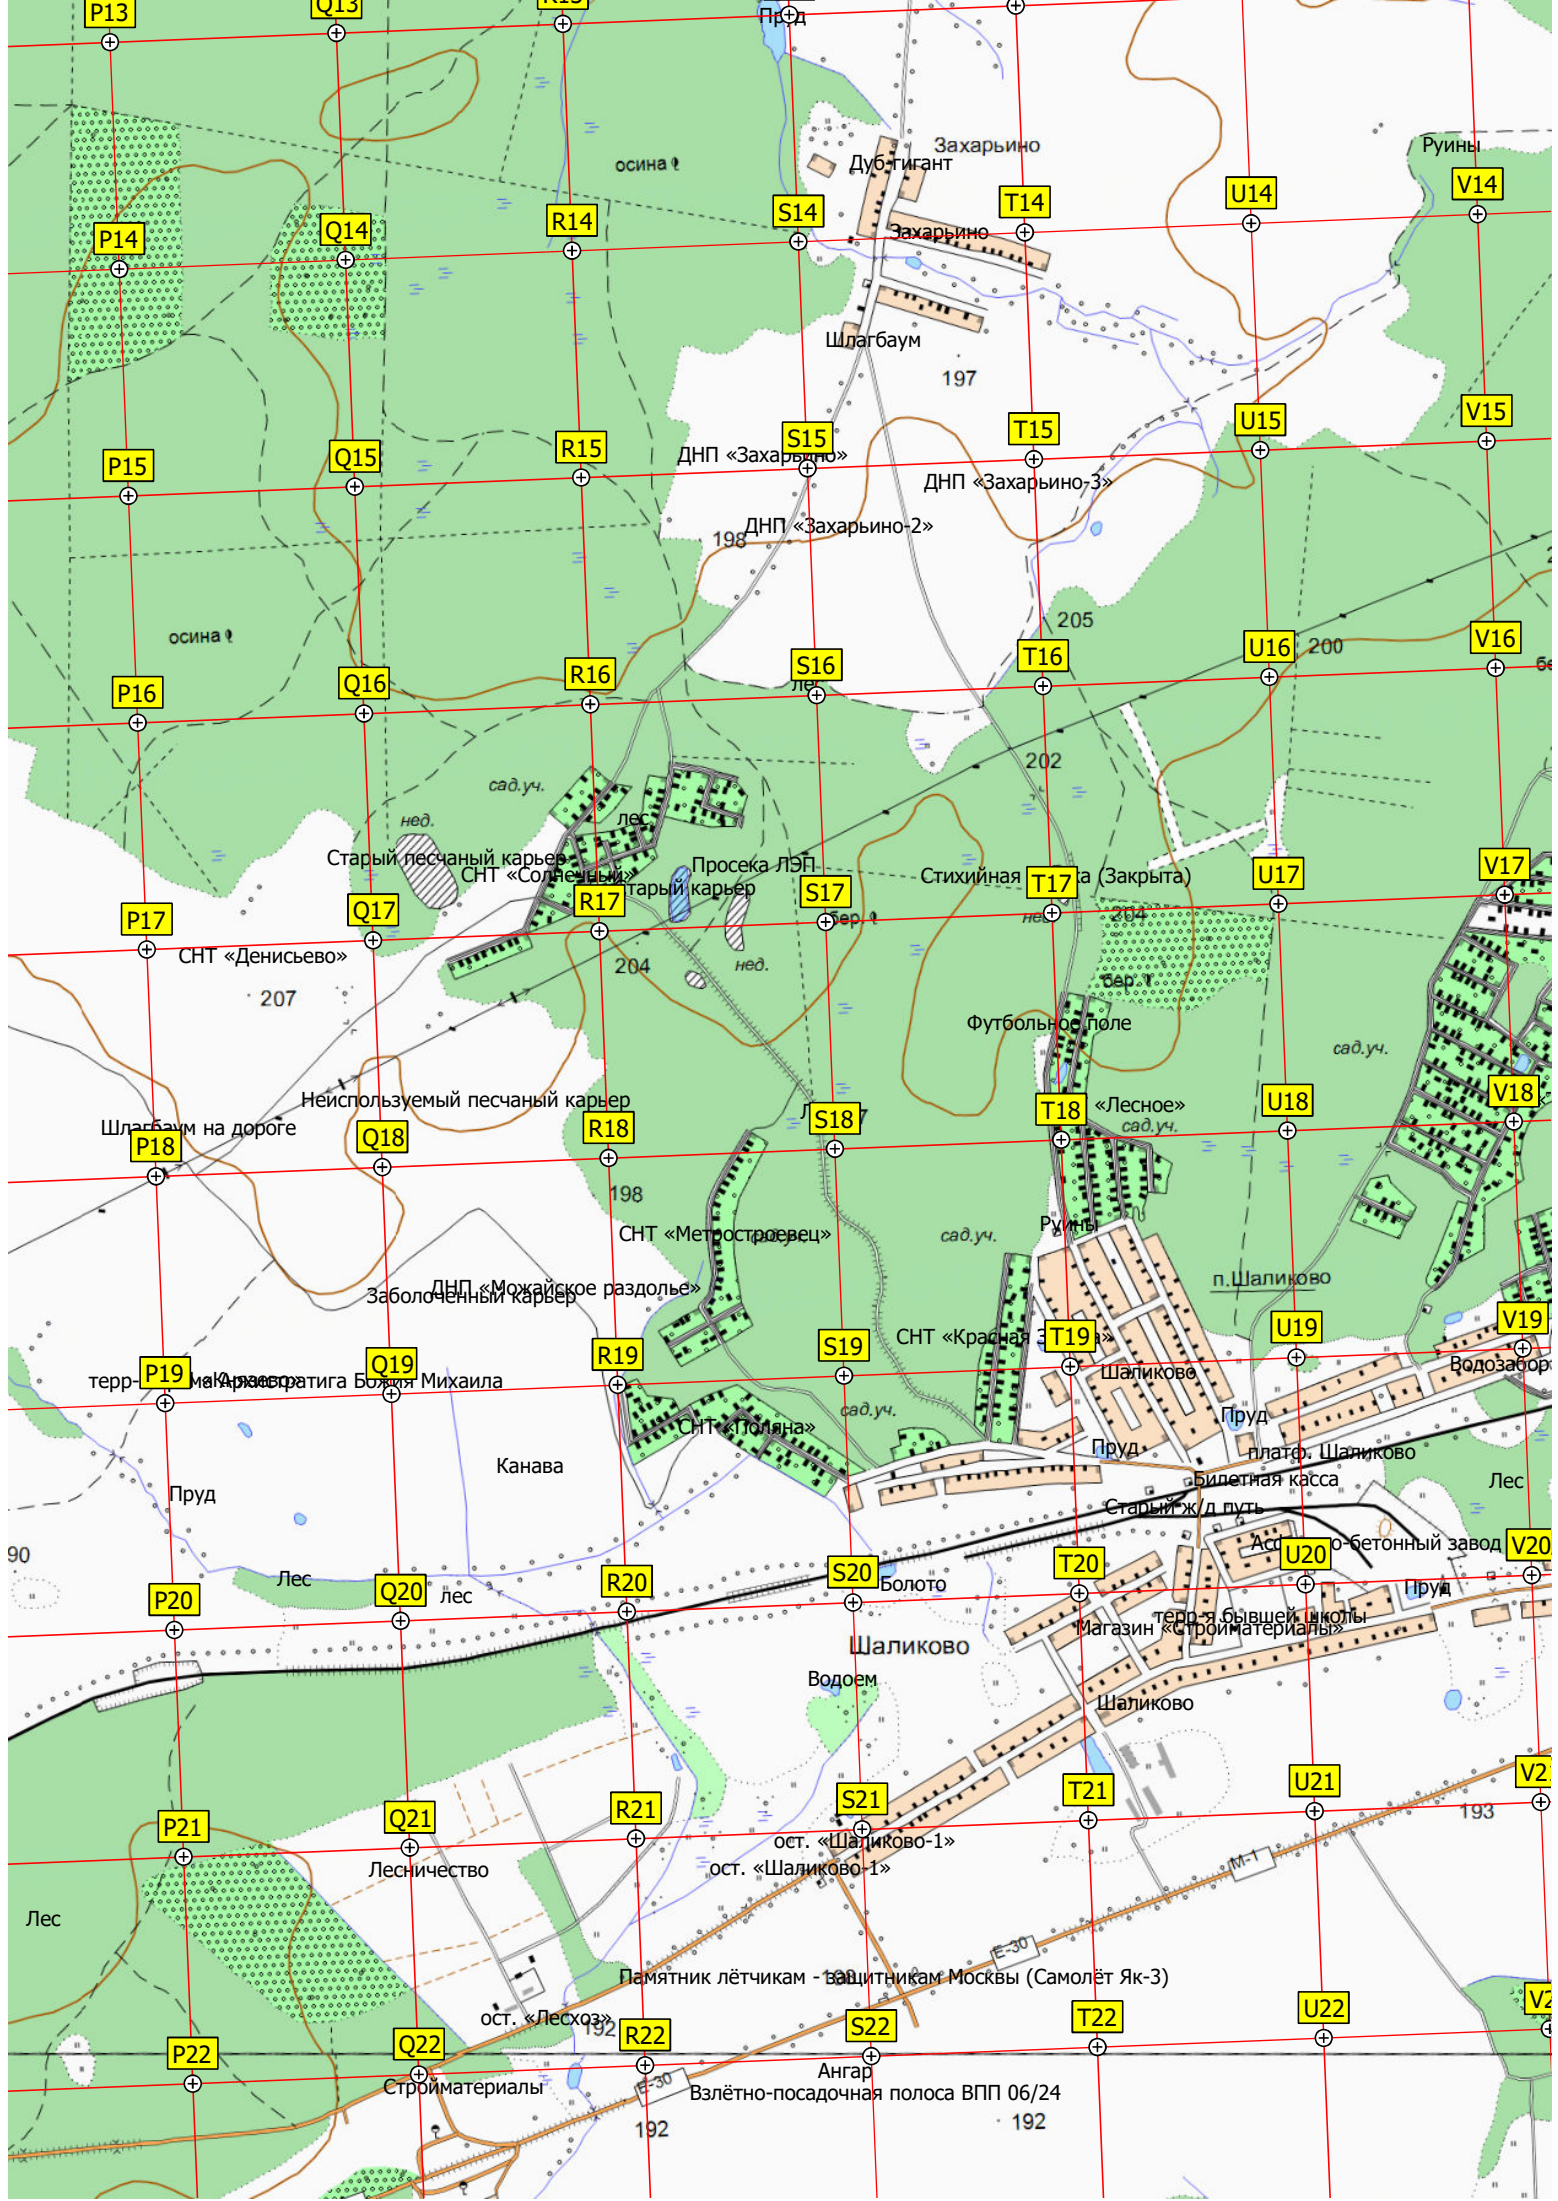 P13
Q13
Пруд
Захарьино
Руины
осина
Дуб-гигант
V14
T14
U14
S14
R14
Q14
P14
Захарьино
Шлагбаум
197
V15
U15
T15
S15
R15
Q15
P15
ДНП «Захарьино»
ДНП «Захарьино-3»
ДНП «Захарьино-2»
198
205
осина
200
V16
U16
T16
S16
R16
Q16
P16
202
сад.уч.
нед.
лес
Старый песчаный карьер
Просека ЛЭП
СНТ «Солнечный»
V17
U17
T17
S17
R17
Q17
P17
204
бер.
СНТ «Денисьево»
204
нед.
207
бер.
Футбольное поле
сад.уч.
Неиспользуемый песчаный карьер
V18
U18
T18
S18
R18
Q18
P18
«Лесное»
Шлагбаум на дороге
сад.уч.
198
Руины
СНТ «Метростроевец»
сад.уч.
п.Шаликово
ДНП «Можайское раздолье»
Заболоченный карьер
V19
U19
T19
S19
R19
Q19
P19
Водозабор
Шаликово
сад.уч.
Пруд
СНТ «Поляна»
Пруд
платф. Шаликово
Канава
Билетная касса
Лес
Пруд
Старый ж/д путь
V20
U20
T20
S20
R20
Q20
P20
90
Лес
лес
Болото
Пруд
терр-я бывшей школы
Магазин «Стройматериалы»
Шаликово
Водоем
Шаликово
U21
T21
S21
R21
Q21
P21
193
ост. «Шаликово-1»
ост. «Шаликово-1»
М-1
Лесничество
Лес
Е-30
Памятник лётчикам - защитникам Москвы (Самолёт Як-3)
ост. «Лесхоз»
192
U22
T22
S22
R22
Q22
P22
Ангар
Стройматериалы
Е-30
Взлётно-посадочная полоса ВПП 06/24
192
192